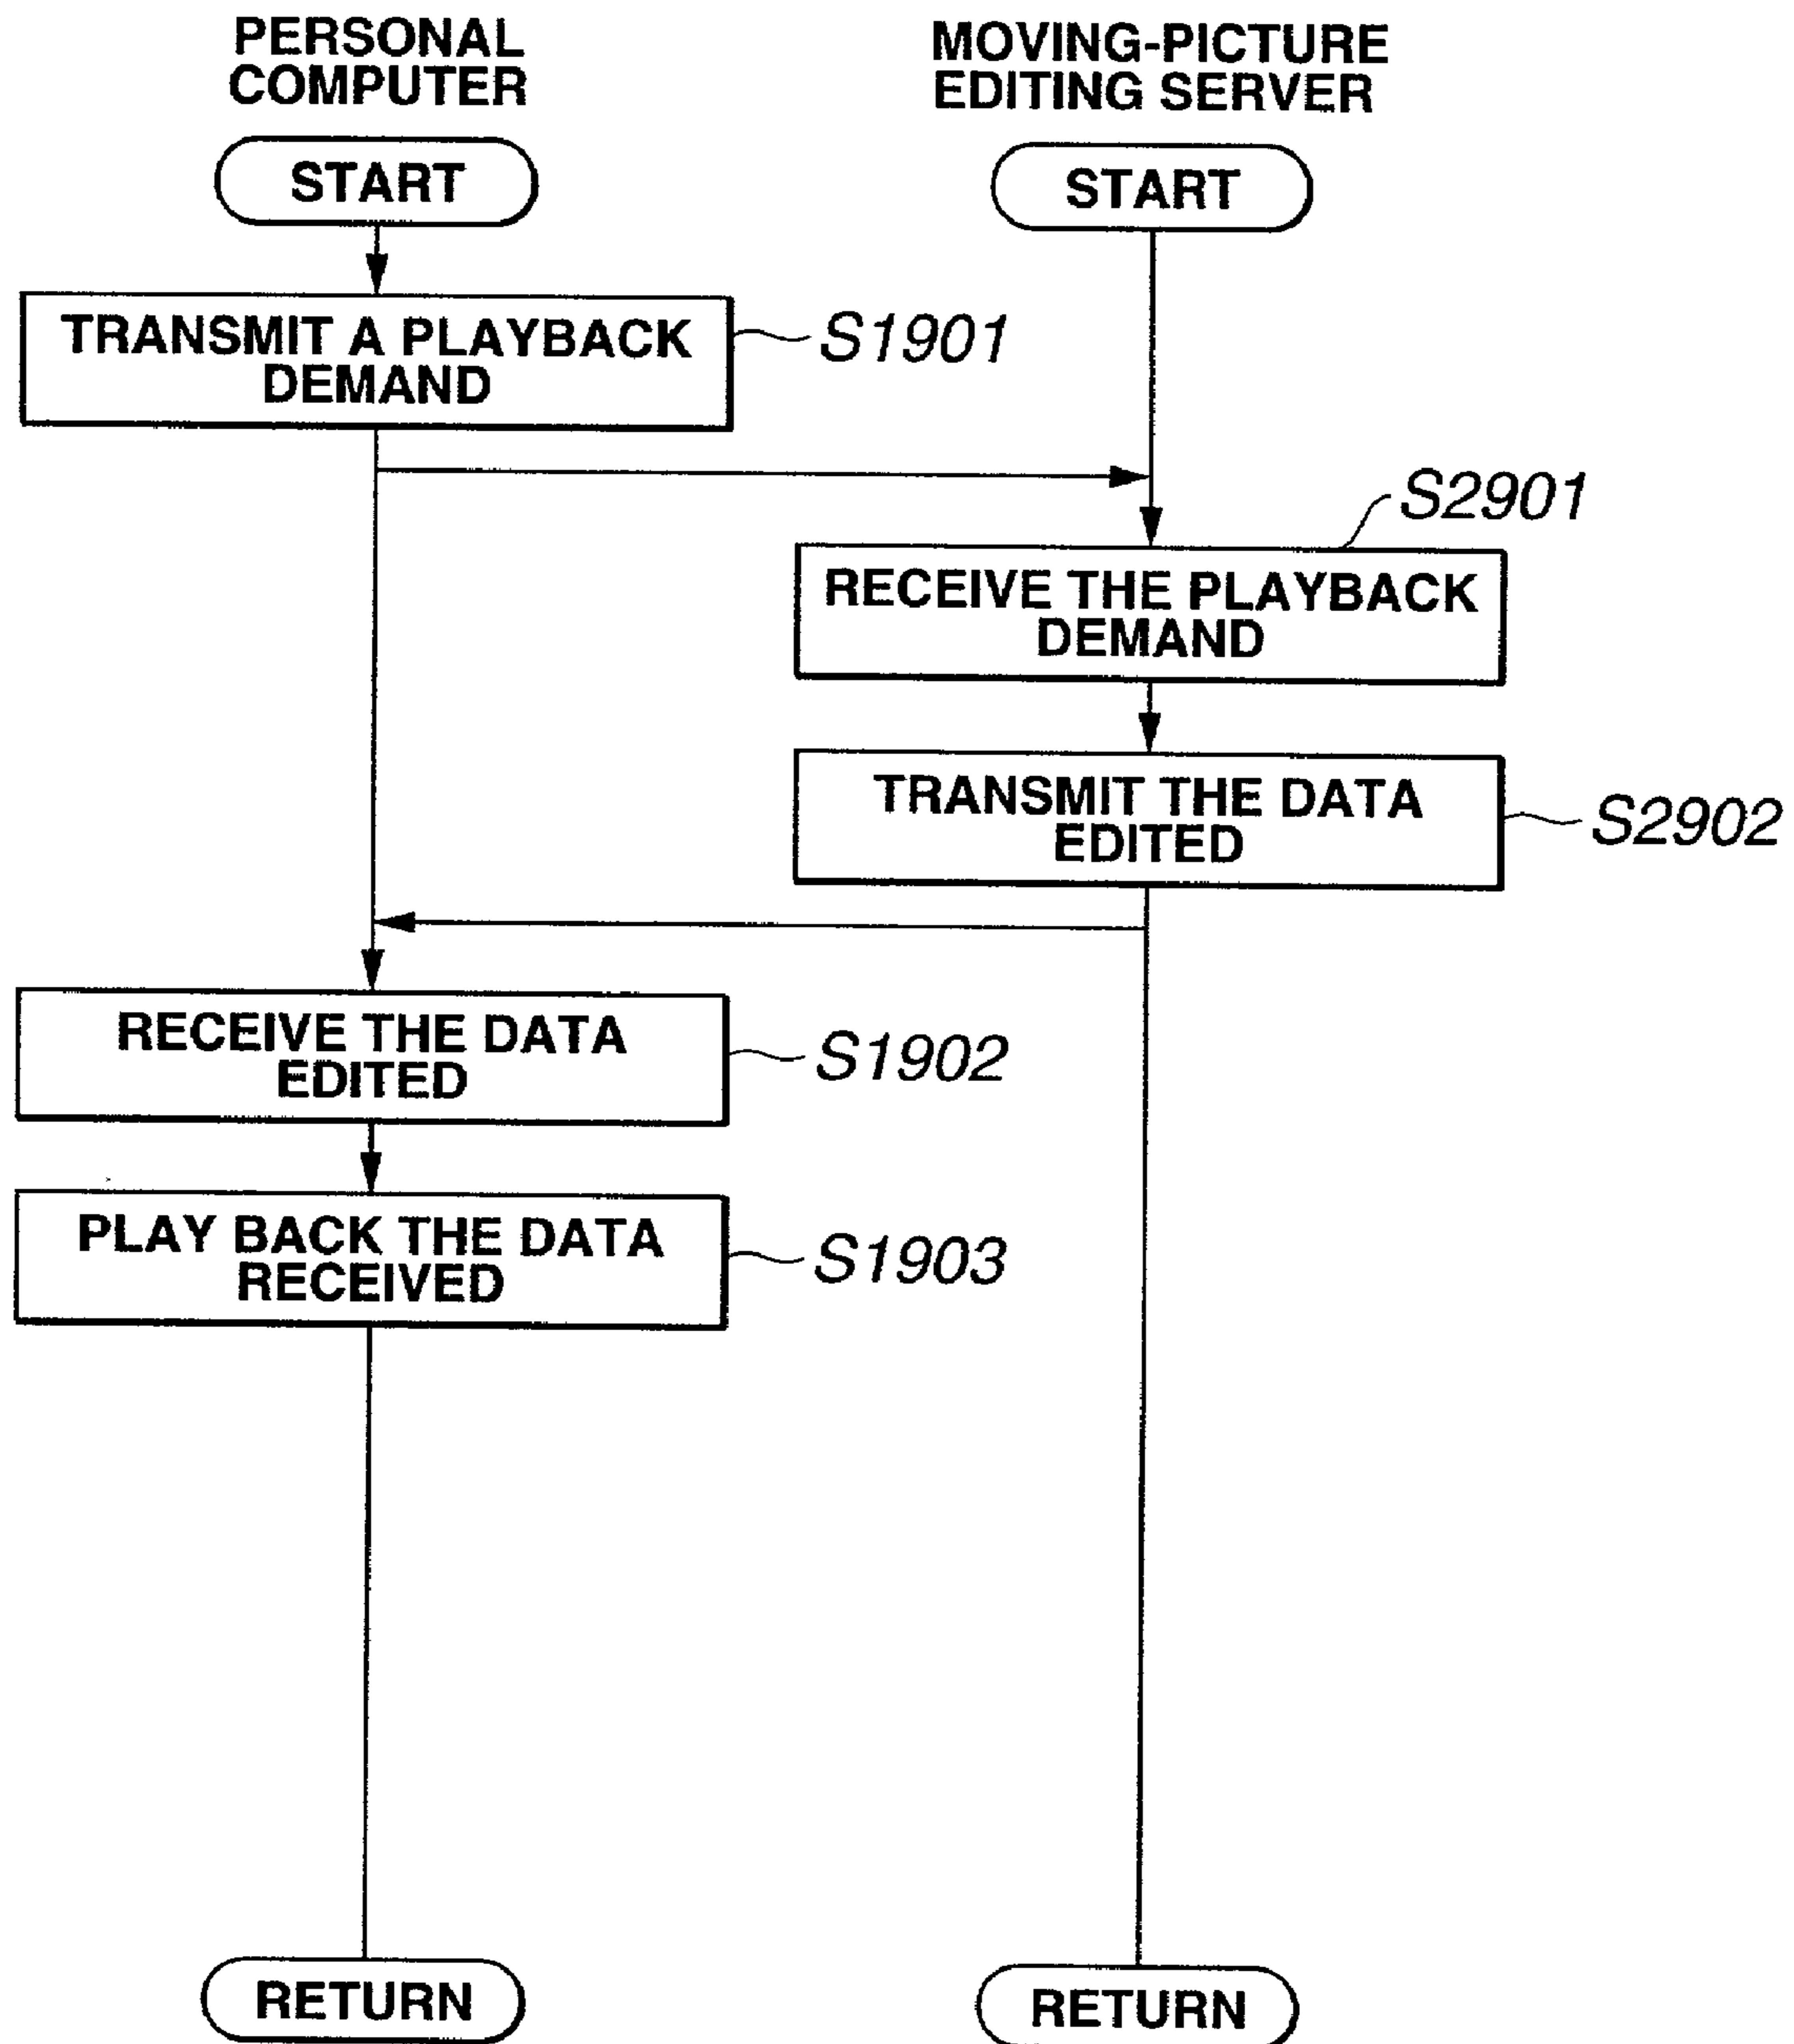 PERSONAL
COMPUTER
MOVING-PICTURE
EDITING SERVER
START
START
TRANSMIT A PLAYBACK
DEMAND
S1901
S2901
RECEIVE THE PLAYBACK
DEMAND
TRANSMIT THE DATA
EDITED
S2902
RECEIVE THE DATA
EDITED
S1902
PLAY BACK THE DATA
RECEIVED
S1903
RETURN
RETURN